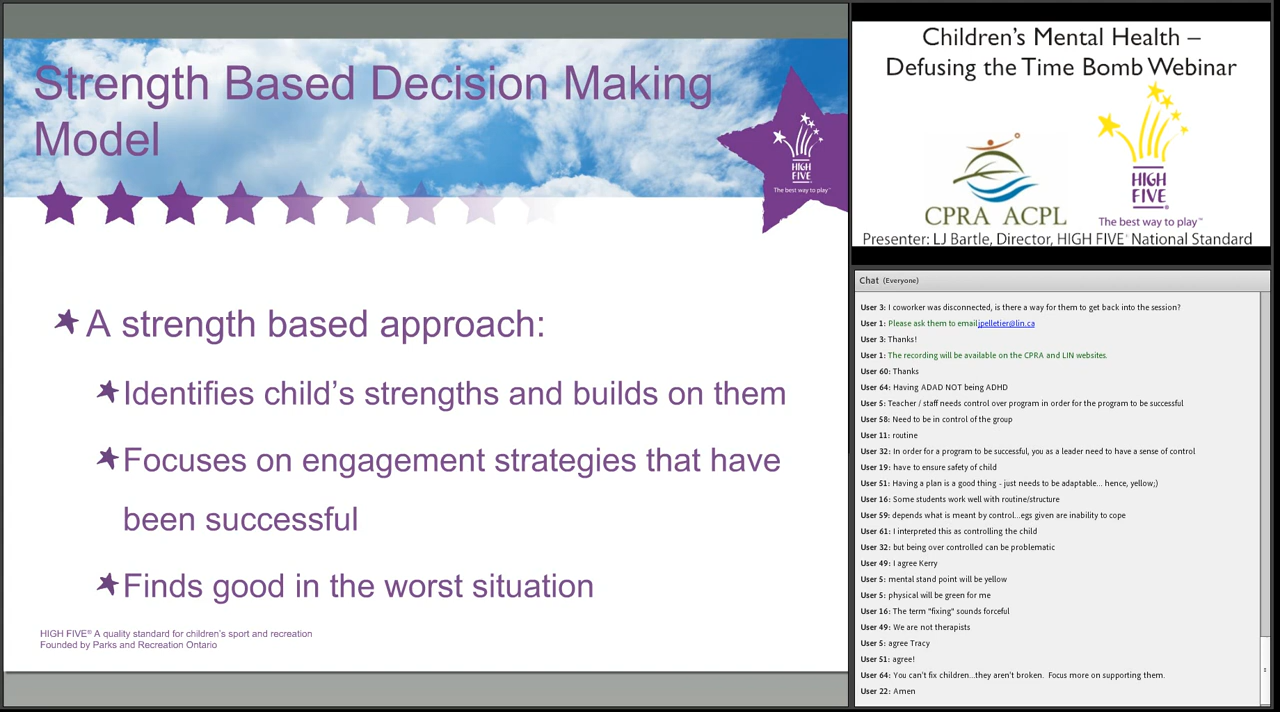 Strength Based Decision Making
Model
HIGH
FIVE
The best way to play™
A strength based approach:
Identifies child’s strengths and builds on them
Focuses on engagement strategies that have
been successful
Finds good in the worst situation
HIGH FIVE® A quality standard for children’s sport and recreation
Founded by Parks and Recreation Ontario
Children’s Mental Health –
Defusing the Time Bomb Webinar
CPRA ACPL
HIGH
FIVE®
The best way to play™
Presenter: LJ Bartle, Director, HIGH FIVE® National Standard
Chat (Everyone)
User 3: I coworker was disconnected, is there a way for them to get back into the session?
User 1: Please ask them to email jpelletier@lin.ca
User 3: Thanks!
User 1: The recording will be available on the CPRA and LIN websites.
User 60: Thanks
User 64: Having ADAD NOT being ADHD
User 5: Teacher / staff needs control over program in order for the program to be successful
User 58: Need to be in control of the group
User 11: routine
User 32: In order for a program to be successful, you as a leader need to have a sense of control
User 19: have to ensure safety of child
User 51: Having a plan is a good thing - just needs to be adaptable... hence, yellow;)
User 16: Some students work well with routine/structure
User 59: depends what is meant by control...egs given are inability to cope
User 61: I interpreted this as controlling the child
User 32: but being over controlled can be problematic
User 49: I agree Kerry
User 5: mental stand point will be yellow
User 5: physical will be green for me
User 16: The term "fixing" sounds forceful
User 49: We are not therapists
User 5: agree Tracy
User 51: agree!
User 64: You can't fix children...they aren't broken. Focus more on supporting them.
User 22: Amen